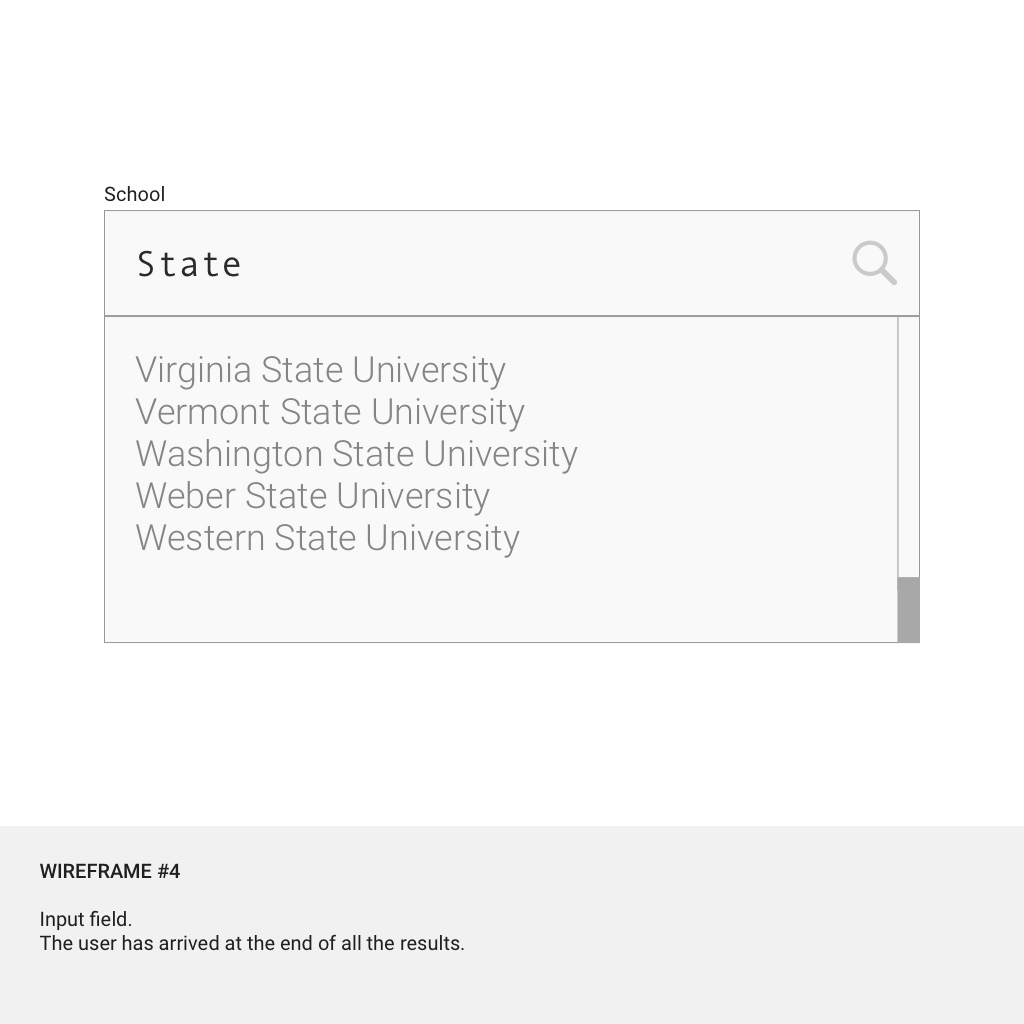 School
State
Virginia State University
Vermont State University
Washington State University
Weber State University
Western State University
WIREFRAME #4
Input field.
The user has arrived at the end of all the results.